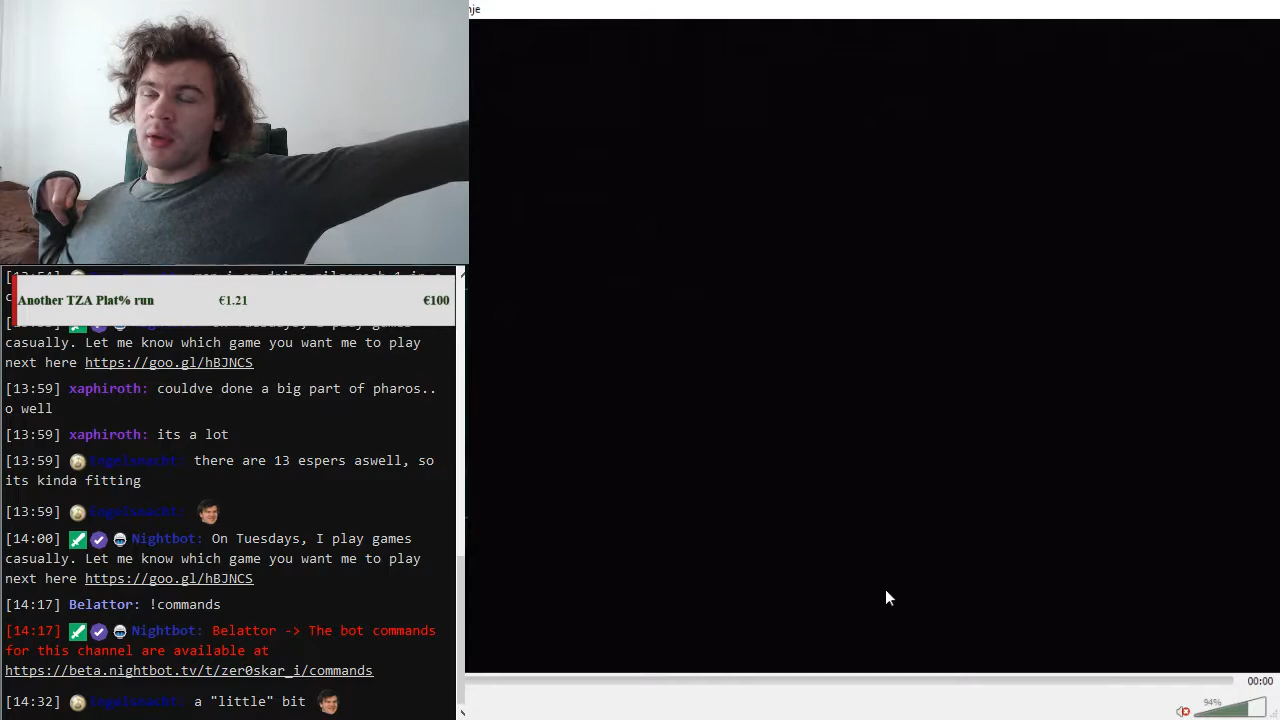 nje
Another TZA Plat% run €1.21 €100
casually. Let me know which game you want me to play
next here https://goo.gl/hBJNCS
[13:59] xaphiroth: couldve done a big part of pharos..
o well
[13:59] xaphiroth: its a lot
[13:59] Engelsnacht: there are 13 espers aswell, so
its kinda fitting
[13:59] Engelsnacht:
[14:00] Nightbot: On Tuesdays, I play games
casually. Let me know which game you want me to play
next here https://goo.gl/hBJNCS
[14:17] Belattor: !commands
[14:17] Nightbot: Belattor -> The bot commands
for this channel are available at
https://beta.nightbot.tv/t/zer0skar_i/commands
[14:32] Engelsnacht: a "little" bit
00:00
94%